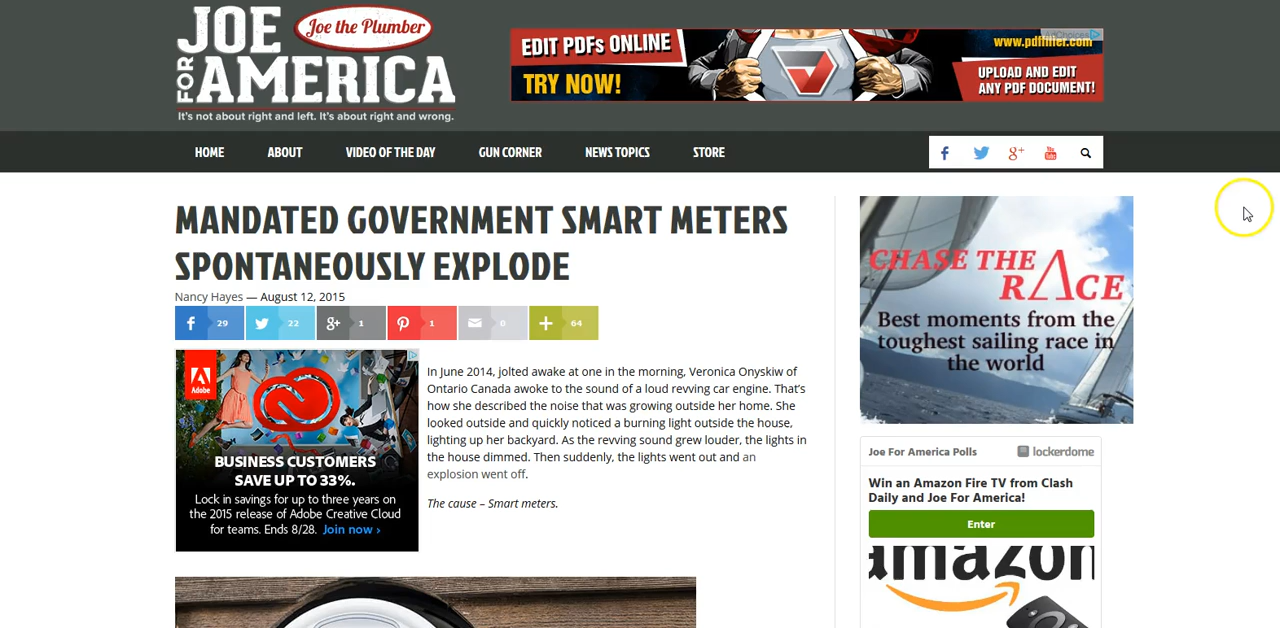 JOE
FOR
AMERICA
Joe the Plumber
It's not about right and left. It's about right and wrong.
EDIT PDFs ONLINE
TRY NOW!
AdChoices
www.pdffiller.com
UPLOAD AND EDIT
ANY PDF DOCUMENT!
HOME ABOUT VIDEO OF THE DAY GUN CORNER NEWS TOPICS STORE
MANDATED GOVERNMENT SMART METERS
SPONTANEOUSLY EXPLODE
Nancy Hayes — August 12, 2015
29 22 1 1 0 64
Adobe
BUSINESS CUSTOMERS
SAVE UP TO 33%.
Lock in savings for up to three years on
the 2015 release of Adobe Creative Cloud
for teams. Ends 8/28. Join now ›
In June 2014, jolted awake at one in the morning, Veronica Onyskiw of
Ontario Canada awoke to the sound of a loud revving car engine. That's
how she described the noise that was growing outside her home. She
looked outside and quickly noticed a burning light outside the house,
lighting up her backyard. As the revving sound grew louder, the lights in
the house dimmed. Then suddenly, the lights went out and an
explosion went off.
The cause – Smart meters.
CHASE THE
RACE
Best moments from the
toughest sailing race in
the world
Joe For America Polls lockerdome
Win an Amazon Fire TV from Clash
Daily and Joe For America!
Enter
amazon